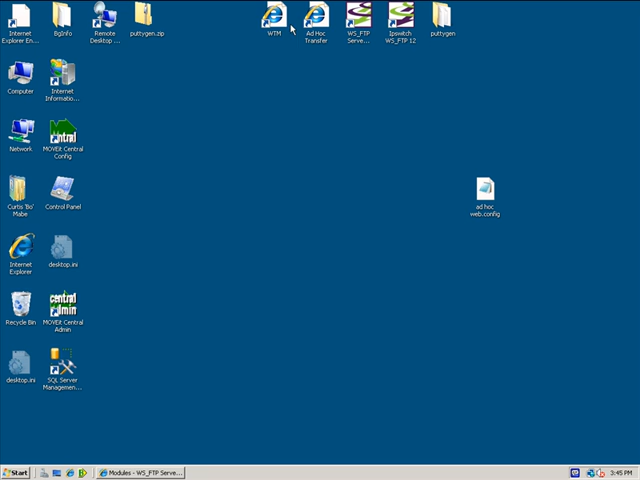 Internet
Explorer En...
BgInfo
Remote
Desktop ...
puttygen.zip
WTM
Ad Hoc
Transfer
WS_FTP
Serve...
Ipswitch
WS_FTP 12
puttygen
Computer
Internet
Informatio...
Network
MOVEit Central
Config
ad hoc
web.config
Curtis 'Bo'
Mabe
Control Panel
Internet
Explorer
desktop.ini
Recycle Bin
MOVEit Central
Admin
desktop.ini
SQL Server
Managemen...
Start
Modules - WS_FTP Serve...
3:45 PM